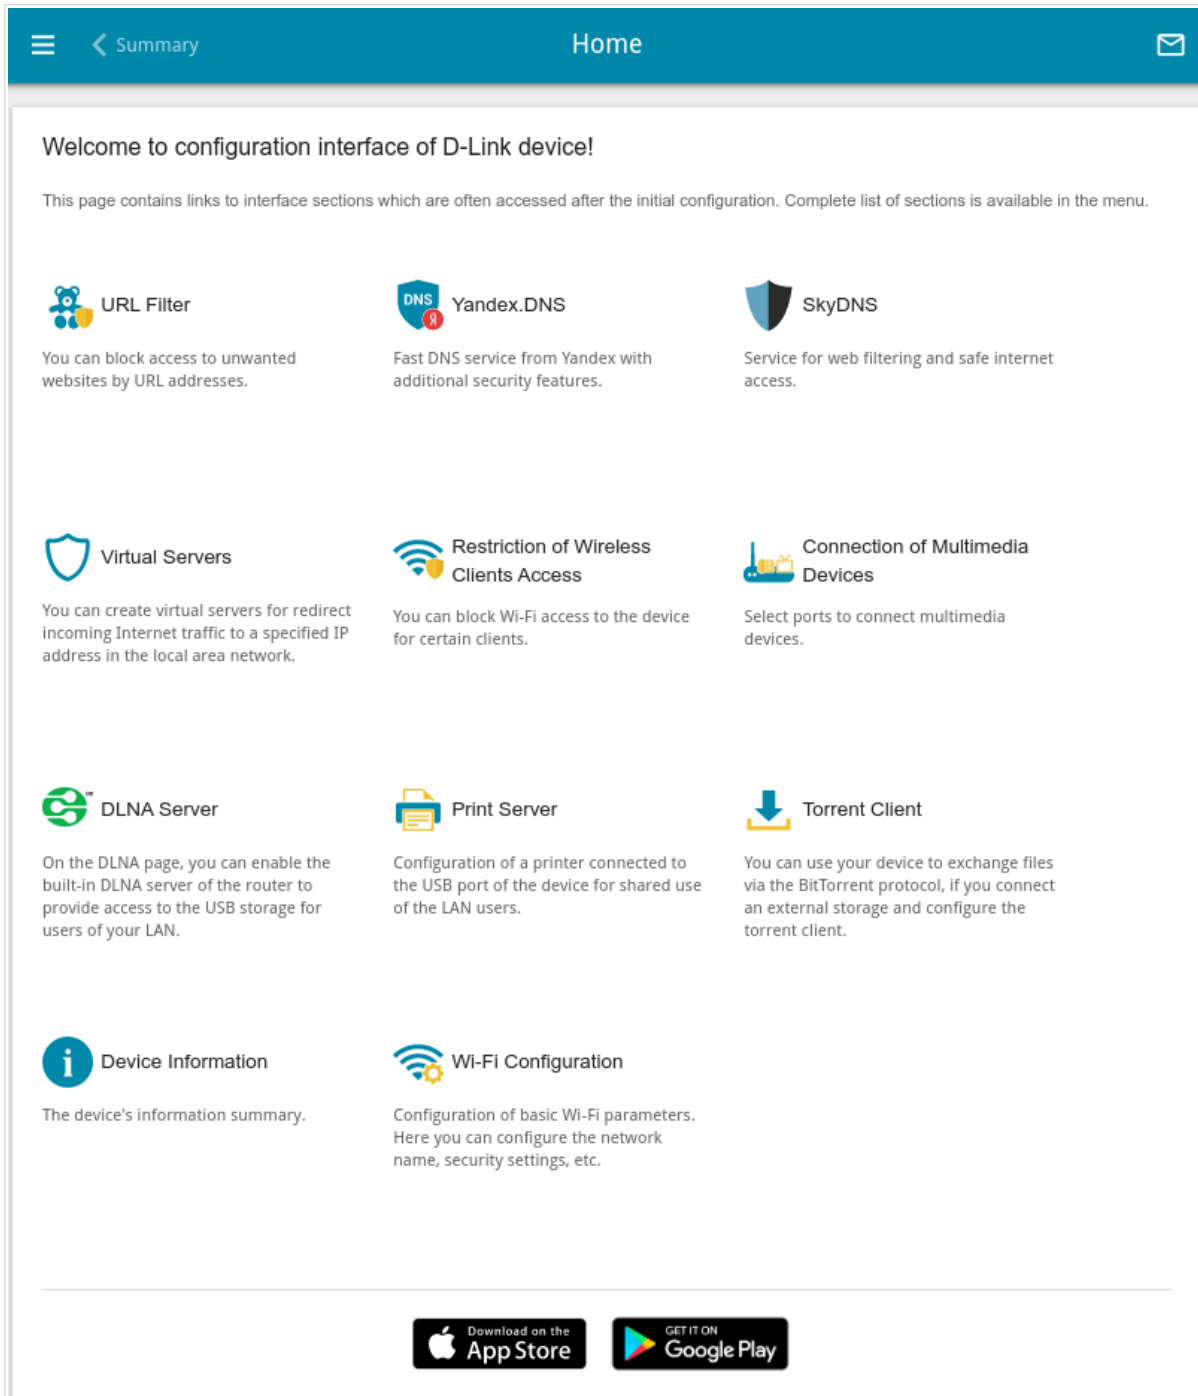 Summary
Home
Welcome to configuration interface of D-Link device!
This page contains links to interface sections which are often accessed after the initial configuration. Complete list of sections is available in the menu.
URL Filter
You can block access to unwanted
websites by URL addresses.
DNS
Я
Yandex.DNS
Fast DNS service from Yandex with
additional security features.
SkyDNS
Service for web filtering and safe internet
access.
Virtual Servers
You can create virtual servers for redirect
incoming Internet traffic to a specified IP
address in the local area network.
Restriction of Wireless
Clients Access
You can block Wi-Fi access to the device
for certain clients.
Connection of Multimedia
Devices
Select ports to connect multimedia
devices.
DLNA Server
On the DLNA page, you can enable the
built-in DLNA server of the router to
provide access to the USB storage for
users of your LAN.
Print Server
Configuration of a printer connected to
the USB port of the device for shared use
of the LAN users.
Torrent Client
You can use your device to exchange files
via the BitTorrent protocol, if you connect
an external storage and configure the
torrent client.
i
Device Information
The device's information summary.
Wi-Fi Configuration
Configuration of basic Wi-Fi parameters.
Here you can configure the network
name, security settings, etc.
Download on the
App Store
GET IT ON
Google Play